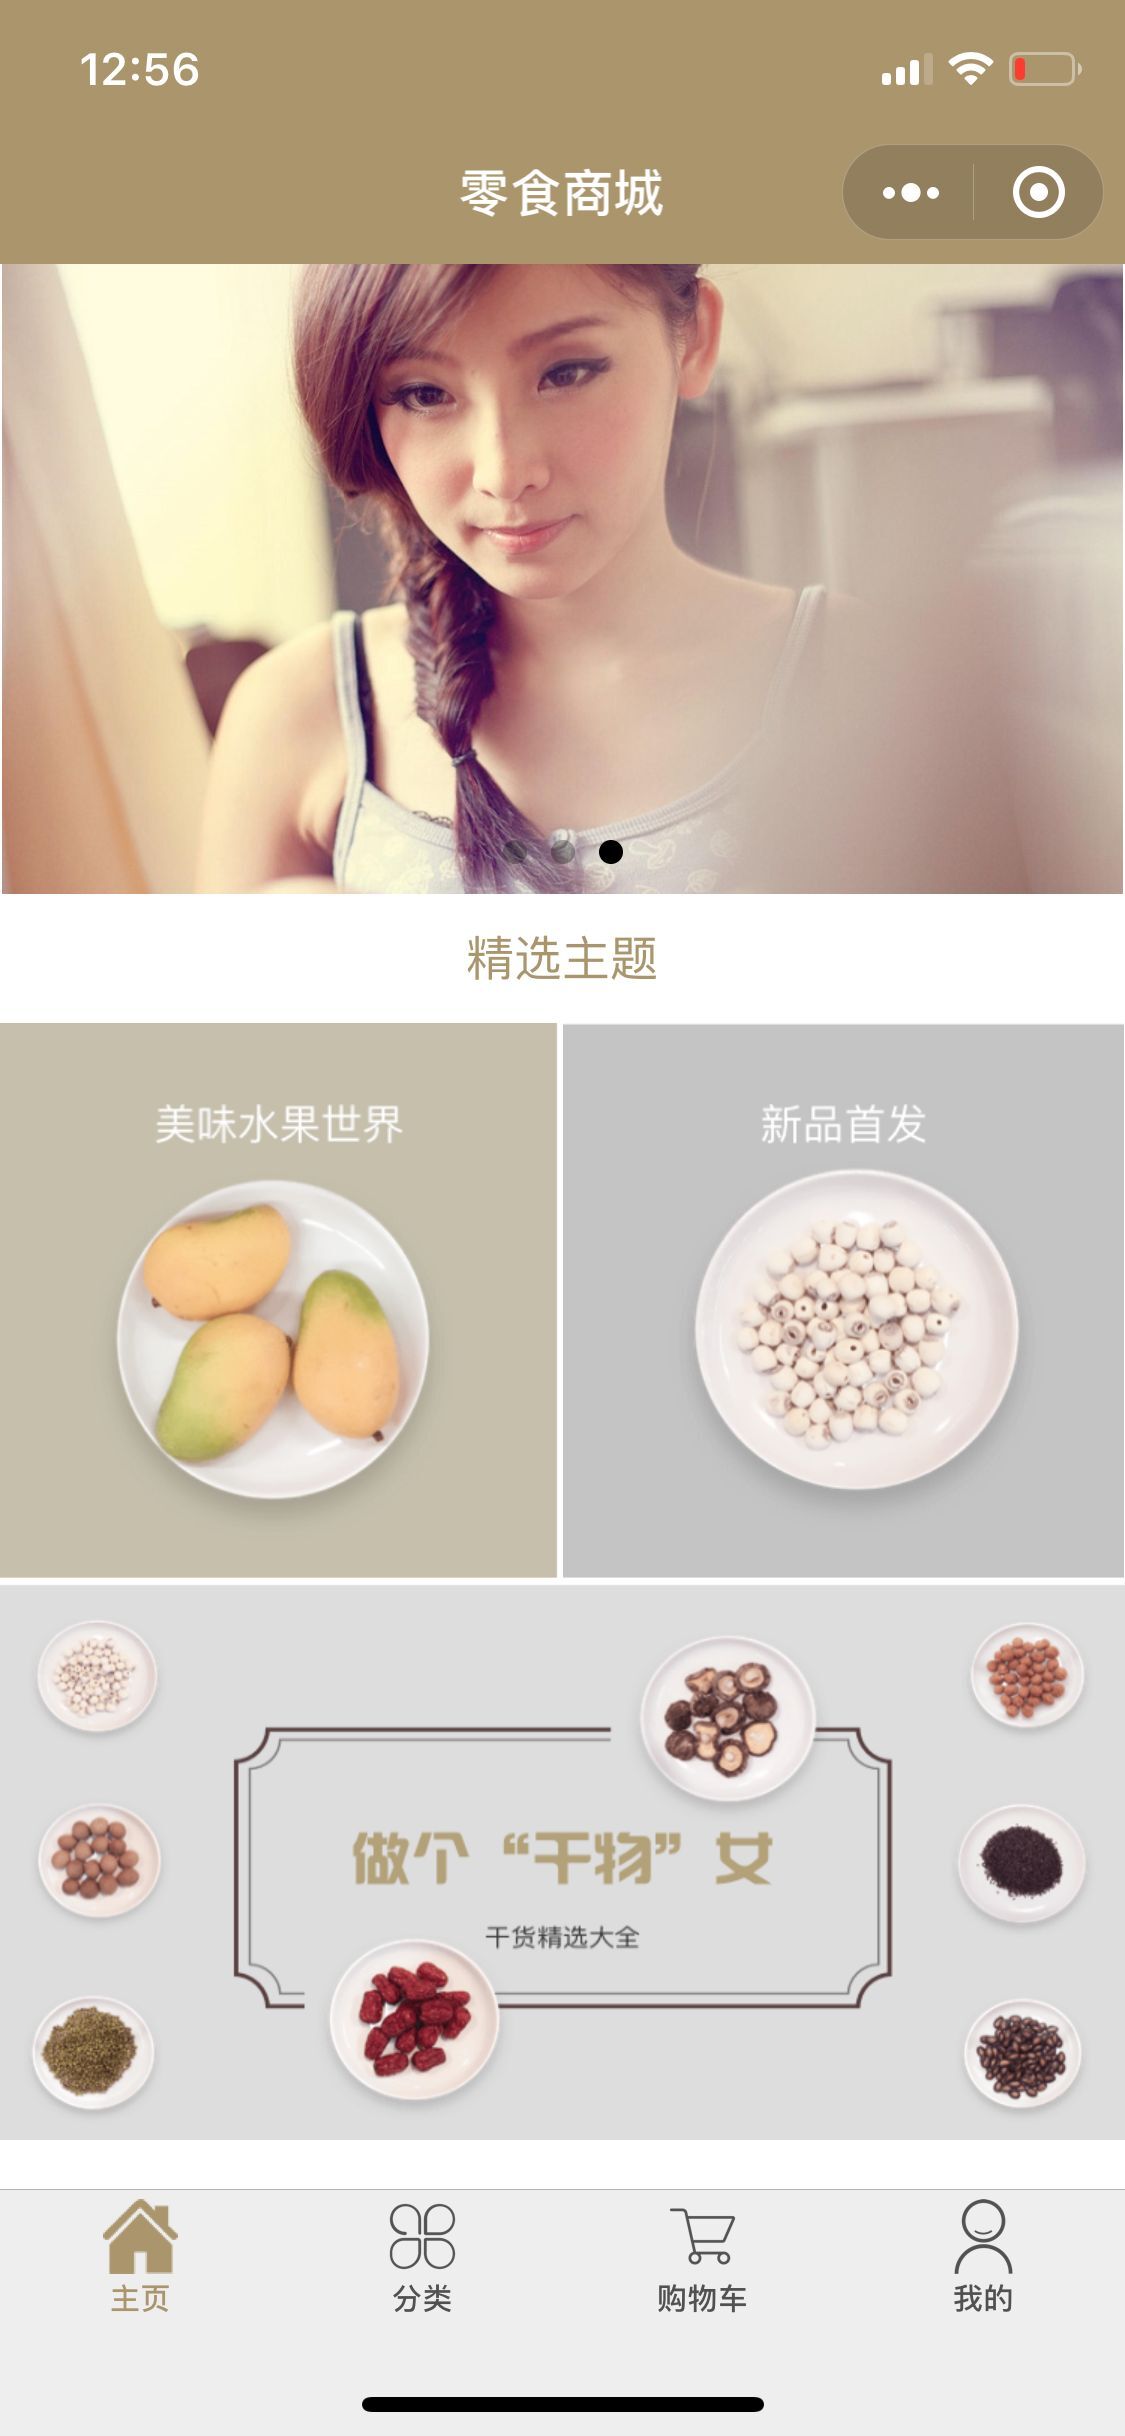 12:56
零食商城
精选主题
美味水果世界
新品首发
做个“干物”女
干货精选大全
主页
分类
购物车
我的